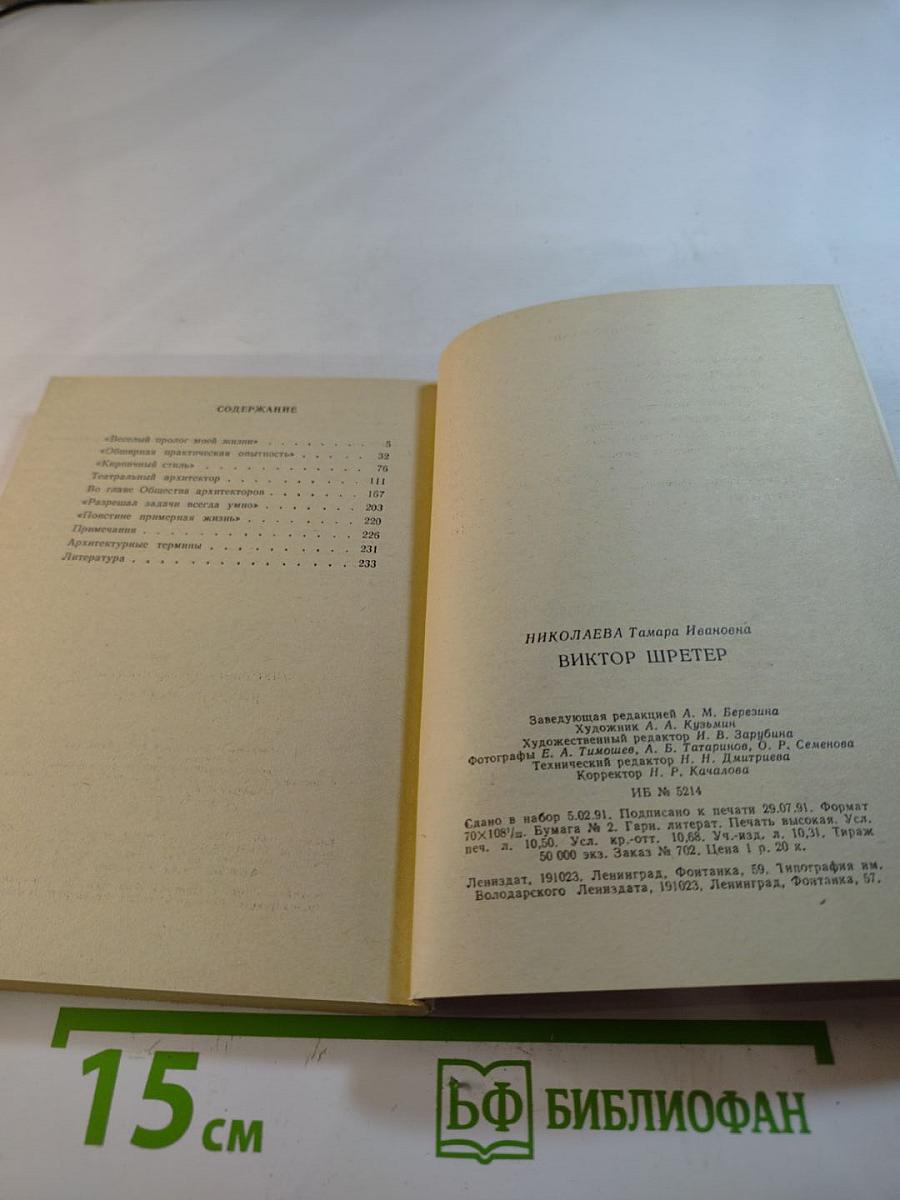 СОДЕРЖАНИЕ
«Веселый пролог моей жизни» . . . . . . . . 5
«Обширная практическая опытность» . . . . . 32
«Кирпичный стиль» . . . . . . . . . . . 76
Театральный архитектор . . . . . . . . . . 111
Во главе Общества архитекторов . . . . . . . 167
«Разрешал задачи всегда умно» . . . . . . . 203
«Поистине примерная жизнь» . . . . . . . . 220
Примечания . . . . . . . . . . . . . . 226
Архитектурные термины . . . . . . . . . . 231
Литература . . . . . . . . . . . . . . . 233
НИКОЛАЕВА Тамара Ивановна
ВИКТОР ШРЕТЕР
Заведующая редакцией А. М. Березина
Художник А. А. Кузьмин
Художественный редактор И. В. Зарубина
Фотографы Е. А. Тимошев, А. Б. Татаринов, О. Р. Семенова
Технический редактор Н. Н. Дмитриева
Корректор Н. Р. Качалова
ИБ № 5214
Сдано в набор 5.02.91. Подписано к печати 29.07.91. Формат
70×108¹/₃₂. Бумага № 2. Гарн. литерат. Печать высокая. Усл.
печ. л. 10,50. Усл. кр.-отт. 10,68. Уч.-изд. л. 10,31. Тираж
50 000 экз. Заказ № 702. Цена 1 р. 20 к.
Лениздат, 191023, Ленинград, Фонтанка, 59. Типография им.
Володарского Лениздата, 191023, Ленинград, Фонтанка, 57.
15 см
БФ БИБЛИОФАН